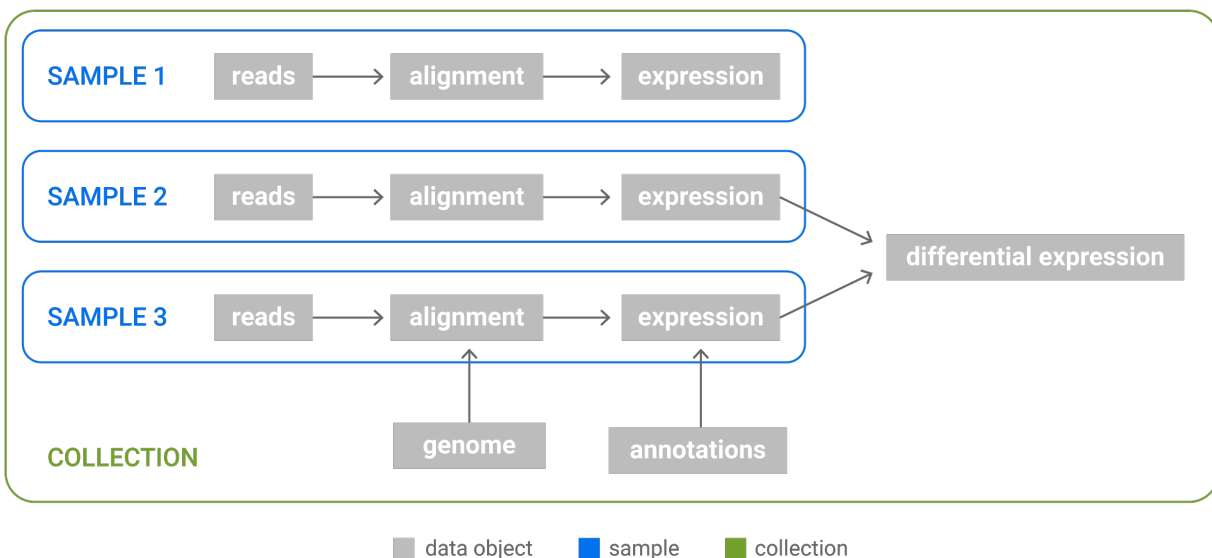 SAMPLE 1 reads alignment expression
SAMPLE 2 reads alignment expression
differential expression
SAMPLE 3 reads alignment expression
genome annotations
COLLECTION
data object sample collection